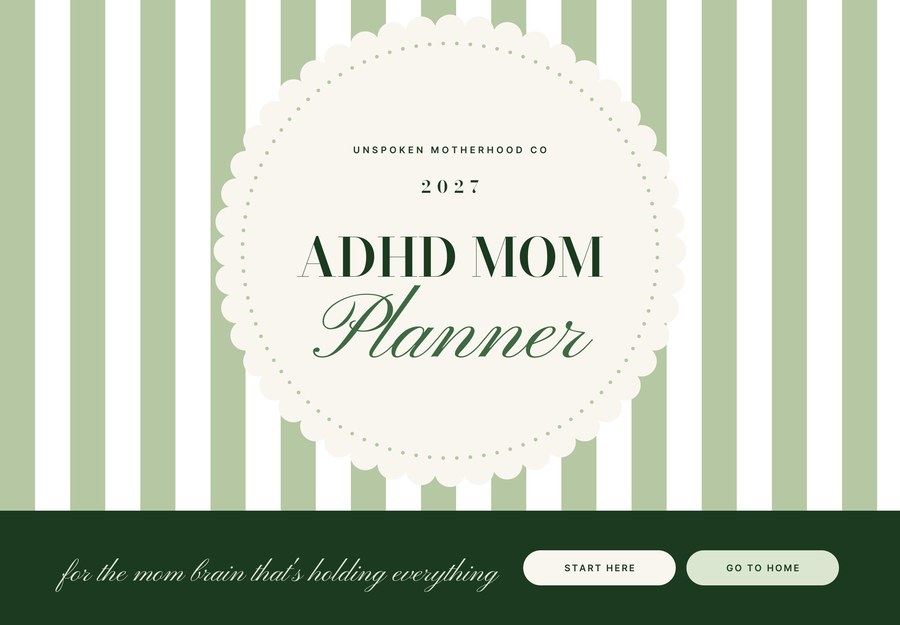 UNSPOKEN MOTHERHOOD CO
2027
ADHD MOM
Planner
for the mom brain that's holding everything
START HERE
GO TO HOME